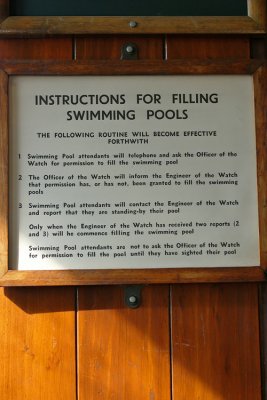 INSTRUCTIONS FOR FILLING
SWIMMING POOLS
THE FOLLOWING ROUTINE WILL BECOME EFFECTIVE
FORTHWITH
1 Swimming Pool attendants will telephone and ask the Officer of the
Watch for permission to fill the swimming pool
2 The Officer of the Watch will inform the Engineer of the Watch
that permission has, or has not, been granted to fill the swimming
pools
3 Swimming Pool attendants will contact the Engineer of the Watch
and report that they are standing-by their pool
Only when the Engineer of the Watch has received two reports (2
and 3) will he commence filling the swimming pool
Swimming Pool attendants are not to ask the Officer of the Watch
for permission to fill the pool until they have sighted their pool